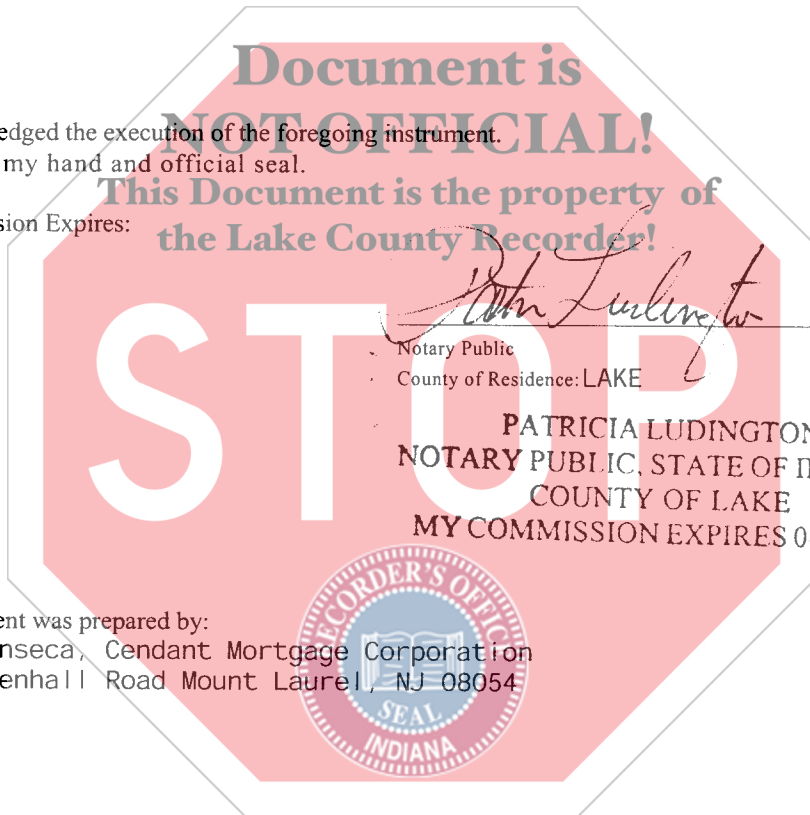 Document is
NOT OFFICIAL!
edged the execution of the foregoing instrument.
my hand and official seal.
This Document is the property of
sion Expires:
the Lake County Recorder!
STOP
Notary Public
County of Residence: LAKE
PATRICIA LUDINGTON
NOTARY PUBLIC, STATE OF I
COUNTY OF LAKE
MY COMMISSION EXPIRES 0
RECORDER'S OFFIC
SEAL
INDIANA
ent was prepared by:
nseca, Cendant Mortgage Corporation
enhall Road Mount Laurel, NJ 08054